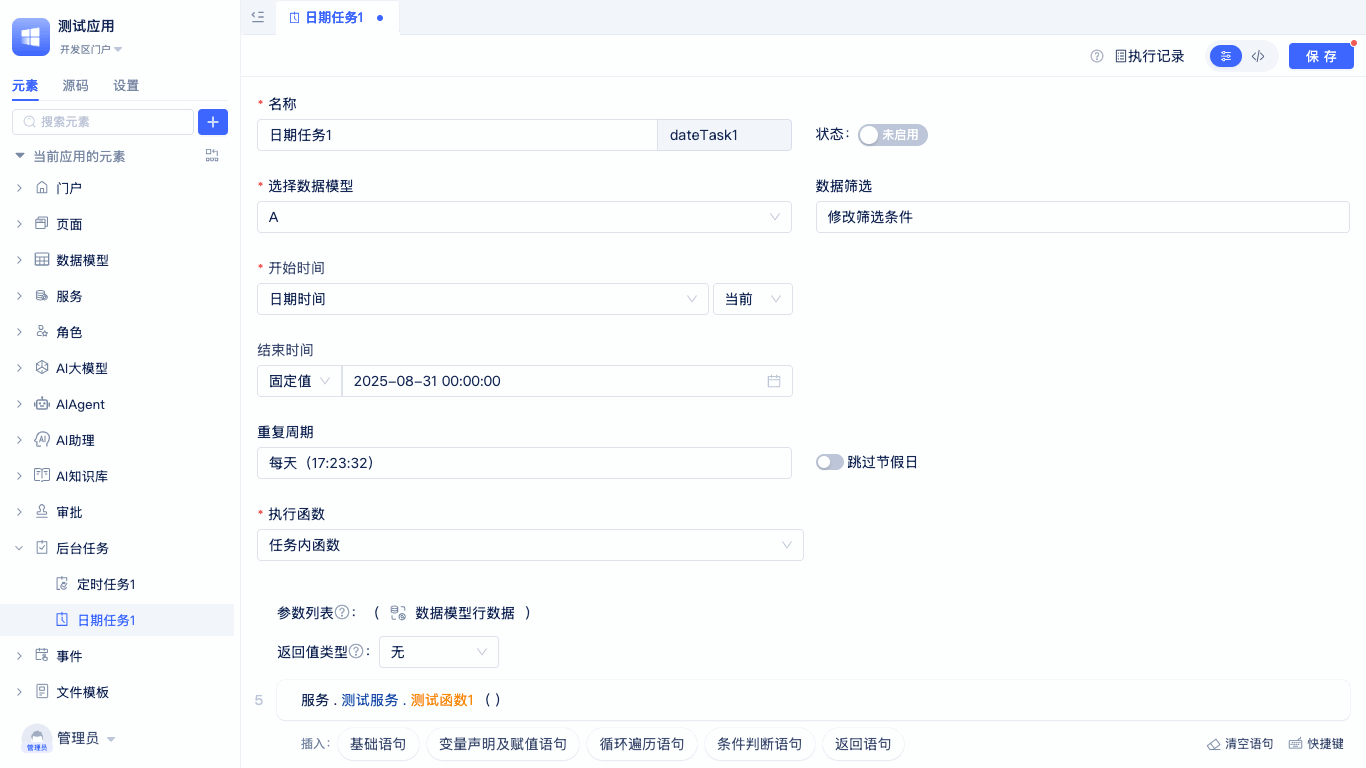 测试应用
开发区门户
元素 源码 设置
搜索元素
当前应用的元素
门户
页面
数据模型
服务
角色
AI大模型
AIAgent
AI助理
AI知识库
审批
后台任务
定时任务1
日期任务1
事件
文件模板
管理员
管理员
日期任务1
执行记录
保 存
* 名称
日期任务1 dateTask1
状态: 未启用
* 选择数据模型 数据筛选
A 修改筛选条件
* 开始时间
日期时间 当前
结束时间
固定值 2025-08-31 00:00:00
重复周期
每天（17:23:32） 跳过节假日
* 执行函数
任务内函数
参数列表 : ( 数据模型行数据 )
返回值类型 : 无
5 服务 . 测试服务 . 测试函数1 ( )
插入: 基础语句 变量声明及赋值语句 循环遍历语句 条件判断语句 返回语句 清空语句 快捷键